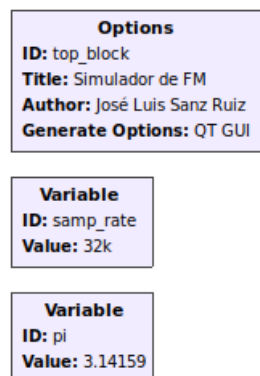 Options
ID: top_block
Title: Simulador de FM
Author: José Luis Sanz Ruiz
Generate Options: QT GUI
Variable
ID: samp_rate
Value: 32k
Variable
ID: pi
Value: 3.14159